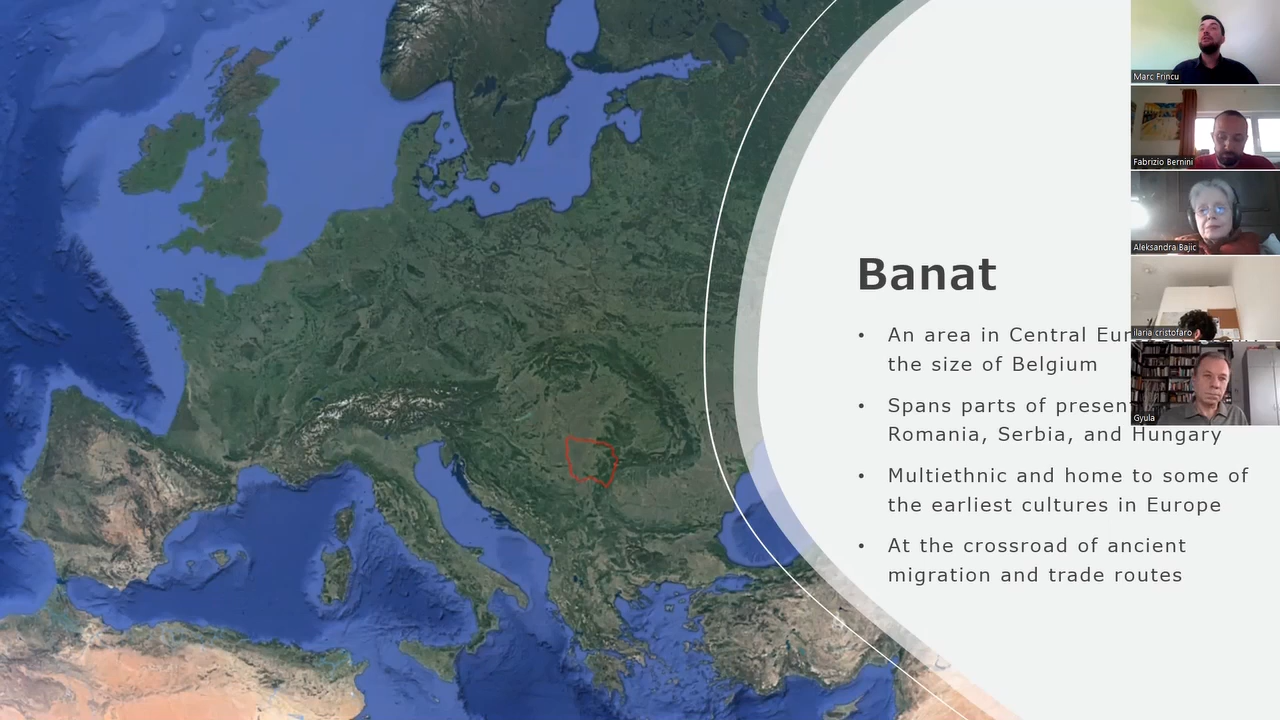 Banat
• An area in Central Eur
the size of Belgium
• Spans parts of presen
Romania, Serbia, and Hungary
• Multiethnic and home to some of
the earliest cultures in Europe
• At the crossroad of ancient
migration and trade routes
Marc Frincu
Fabrizio Bernini
Aleksandra Bajic
ilaria cristofaro
Gyula